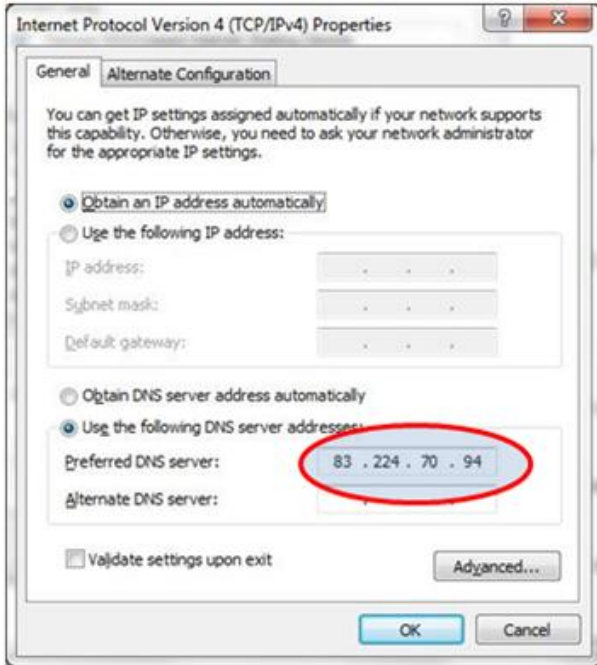 Internet Protocol Version 4 (TCP/IPv4) Properties
General
Alternate Configuration
You can get IP settings assigned automatically if your network supports
this capability. Otherwise, you need to ask your network administrator
for the appropriate IP settings.
Obtain an IP address automatically
Use the following IP address:
IP address:
. . .
Subnet mask:
. . .
Default gateway:
. . .
Obtain DNS server address automatically
Use the following DNS server addresses:
Preferred DNS server:
83 . 224 . 70 . 94
Alternate DNS server:
. . .
Validate settings upon exit
Advanced...
OK
Cancel